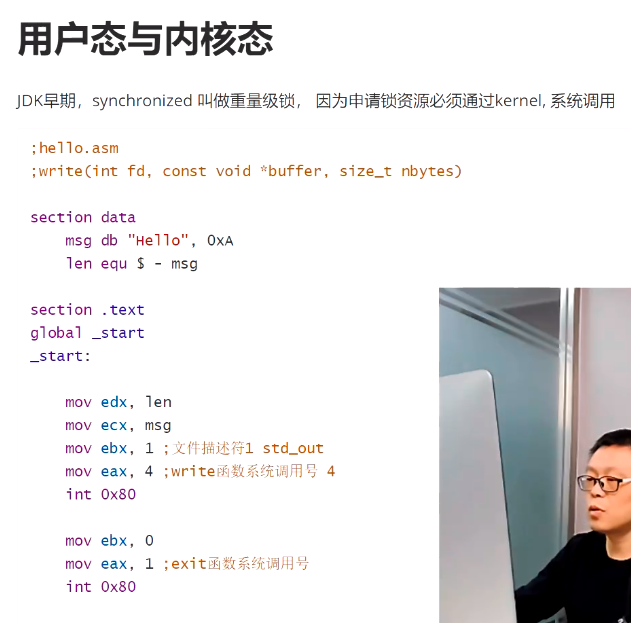 用户态与内核态
JDK早期，synchronized 叫做重量级锁， 因为申请锁资源必须通过kernel, 系统调用
;hello.asm
;write(int fd, const void *buffer, size_t nbytes)
section data
msg db "Hello", 0xA
len equ $ - msg
section .text
global _start
_start:
mov edx, len
mov ecx, msg
mov ebx, 1 ;文件描述符1 std_out
mov eax, 4 ;write函数系统调用号 4
int 0x80
mov ebx, 0
mov eax, 1 ;exit函数系统调用号
int 0x80